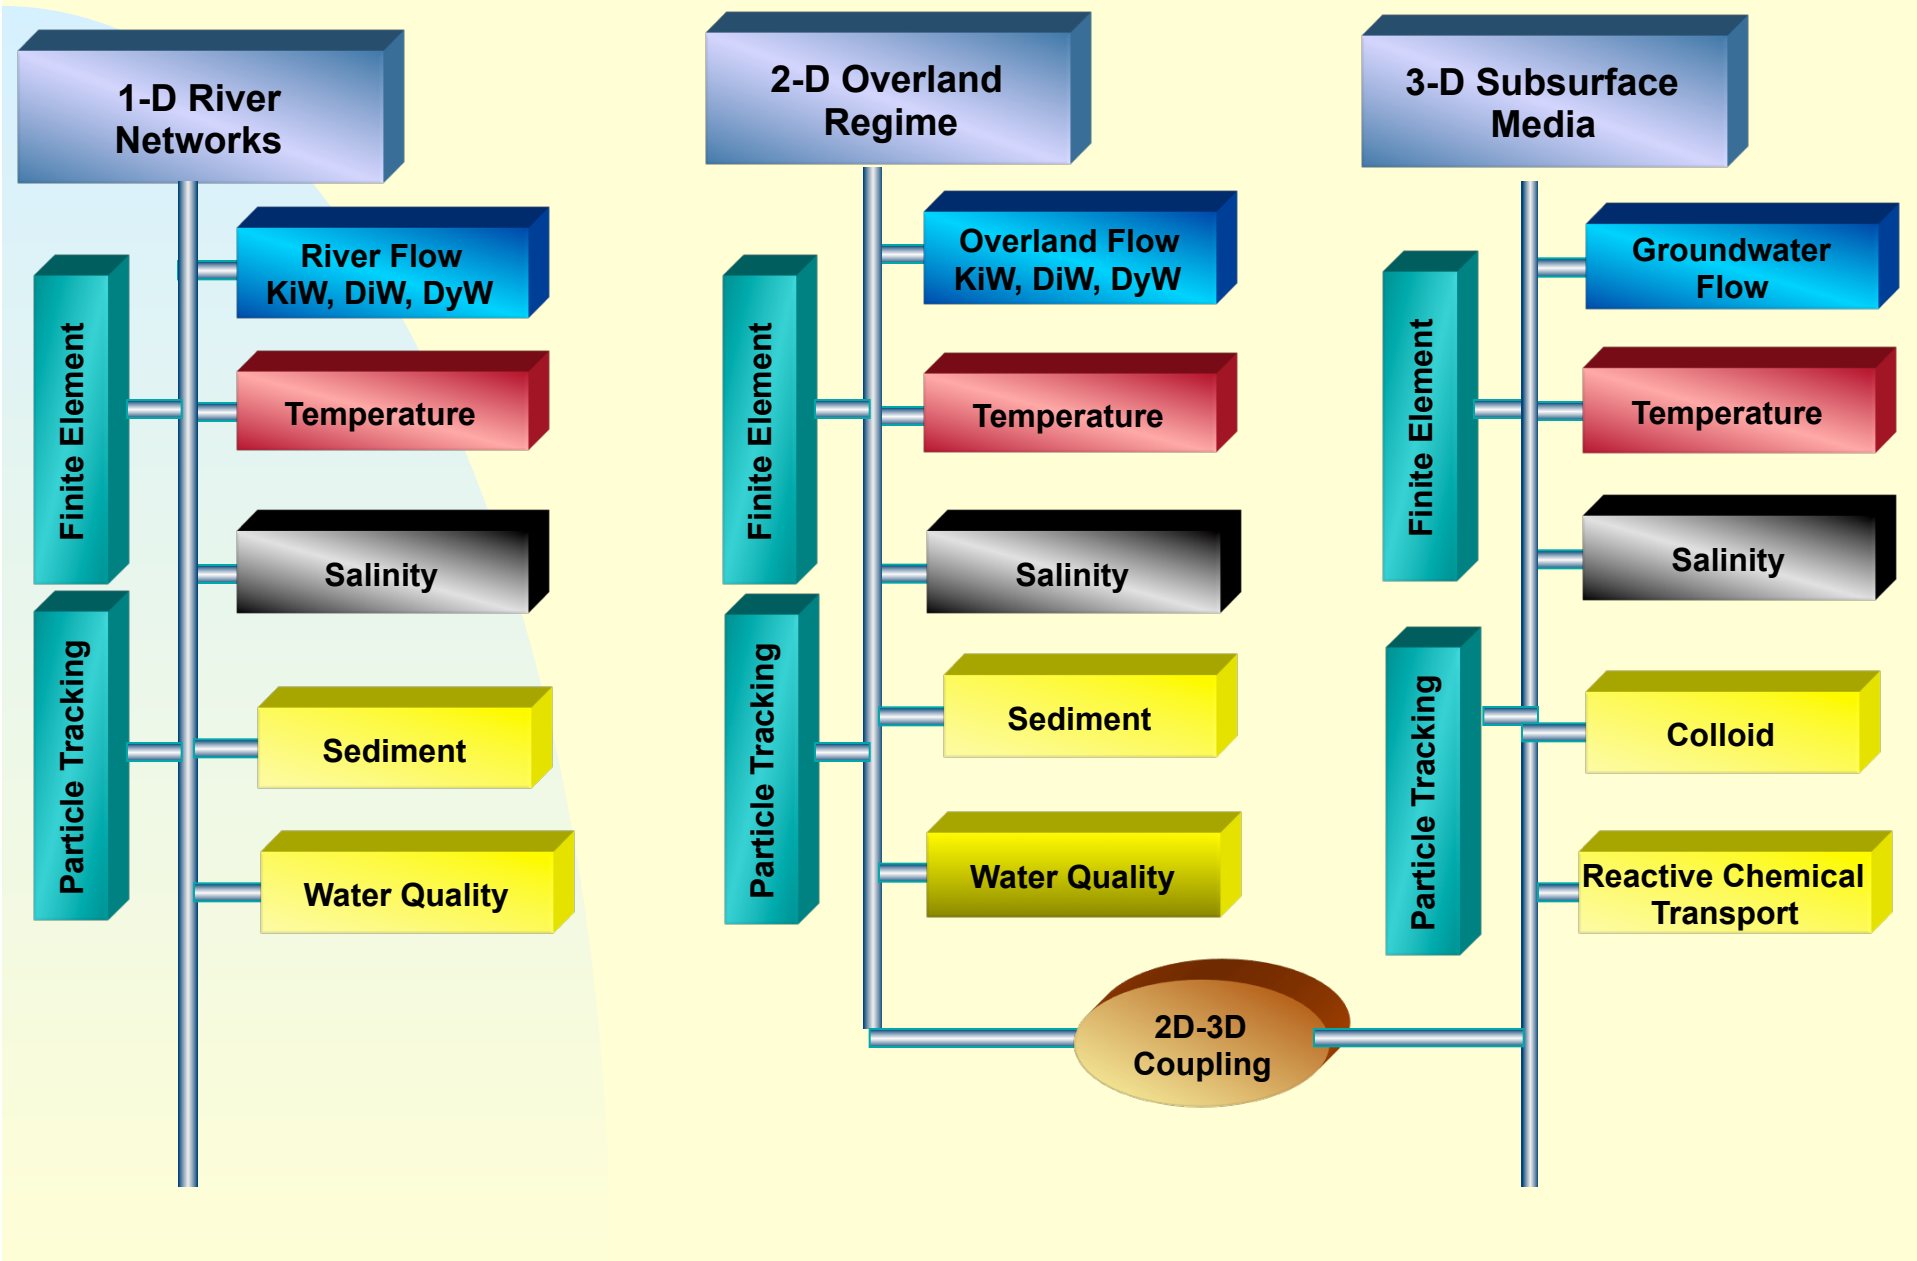 1-D River
Networks
River Flow
KiW, DiW, DyW
Finite Element
Temperature
Salinity
Particle Tracking
Sediment
Water Quality
2-D Overland
Regime
Overland Flow
KiW, DiW, DyW
Finite Element
Temperature
Salinity
Particle Tracking
Sediment
Water Quality
2D-3D
Coupling
3-D Subsurface
Media
Groundwater
Flow
Finite Element
Temperature
Salinity
Particle Tracking
Colloid
Reactive Chemical
Transport